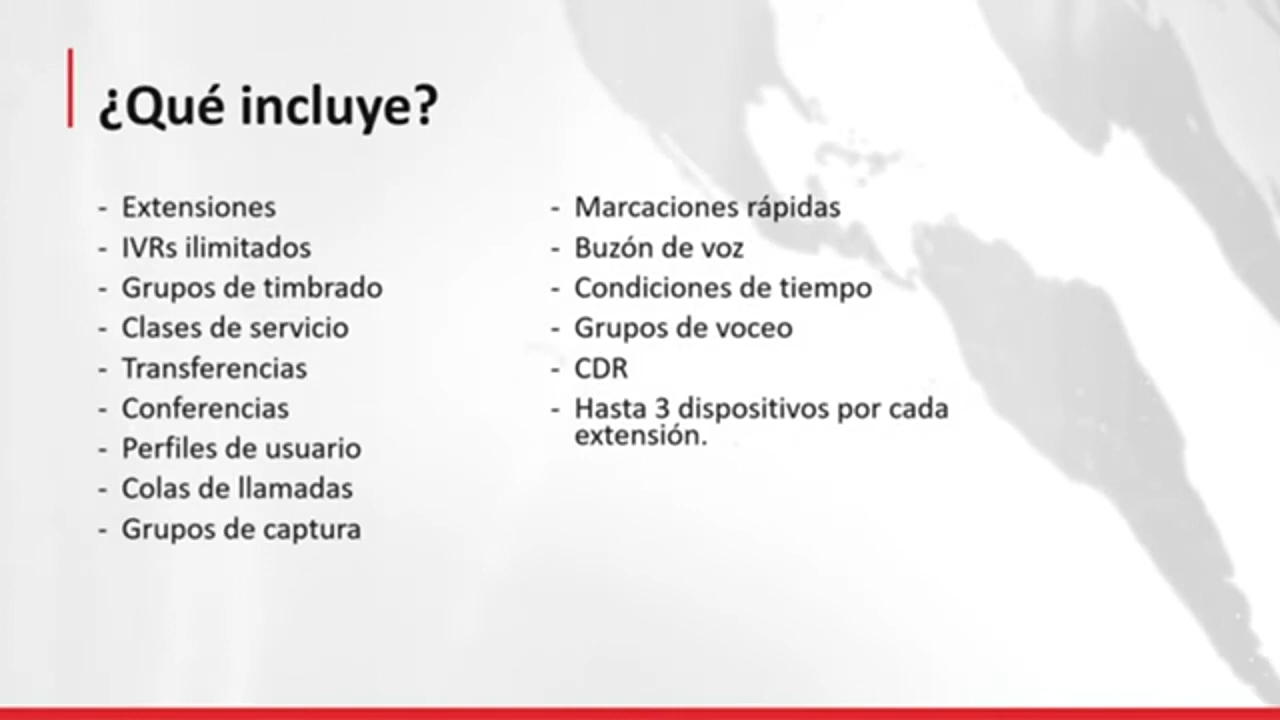 ¿Qué incluye?
- Extensiones
- IVRs ilimitados
- Grupos de timbrado
- Clases de servicio
- Transferencias
- Conferencias
- Perfiles de usuario
- Colas de llamadas
- Grupos de captura
- Marcaciones rápidas
- Buzón de voz
- Condiciones de tiempo
- Grupos de voceo
- CDR
- Hasta 3 dispositivos por cada
extensión.